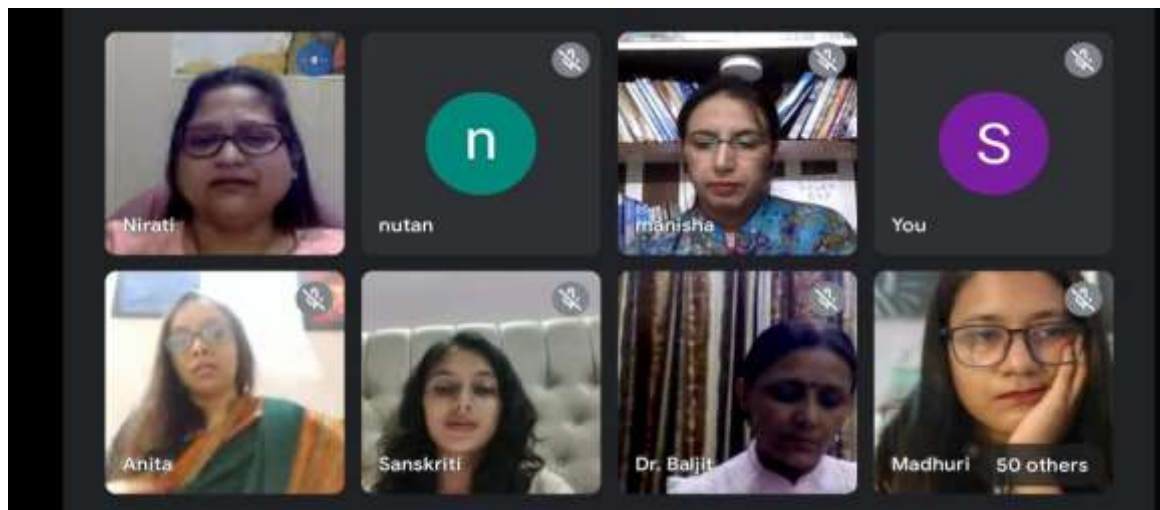 n
S
Nirati
nutan
manisha
You
Anita
Sanskriti
Dr. Baljit
Madhuri
50 others